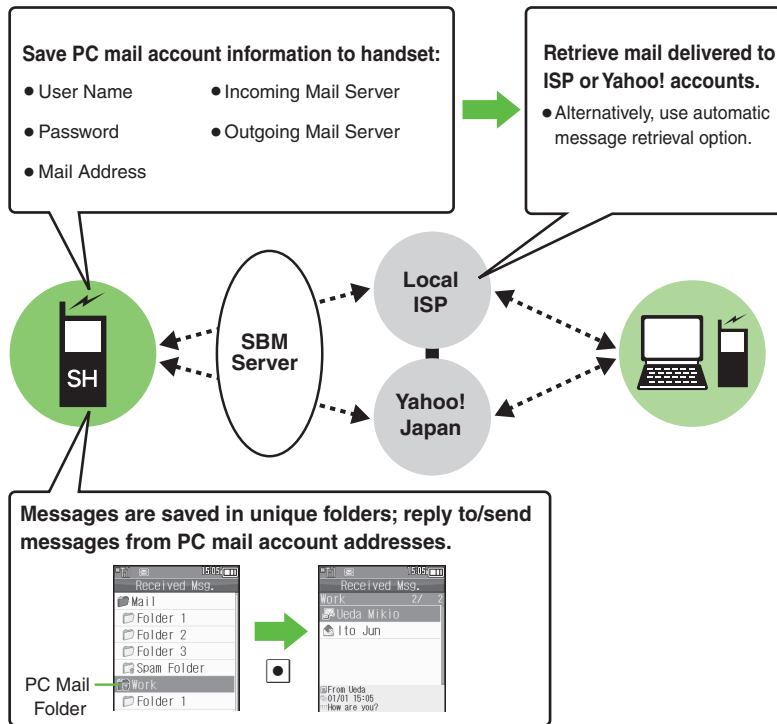 Save PC mail account information to handset:
● User Name
● Incoming Mail Server
● Password
● Outgoing Mail Server
● Mail Address
Retrieve mail delivered to
ISP or Yahoo! accounts.
● Alternatively, use automatic
message retrieval option.
Local
ISP
SBM
Server
SH
Yahoo!
Japan
Messages are saved in unique folders; reply to/send
messages from PC mail account addresses.
15:05
Received Msg.
Mail
Folder 1
Folder 2
Folder 3
Spam Folder
Work
Folder 1
PC Mail
Folder
15:05
Received Msg.
Work 2/ 2
Ueda Mikio
Ito Jun
From Ueda
01/01 15:05
How are you?